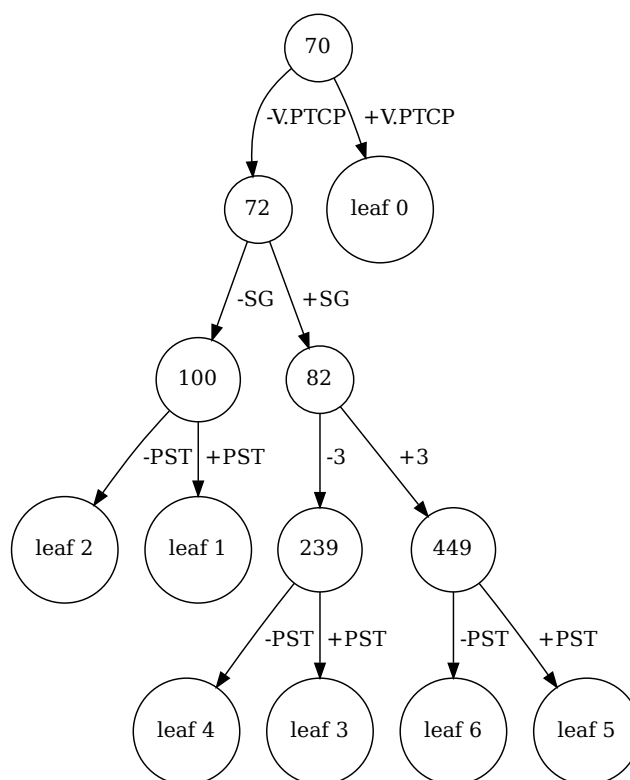 70
-V.PTCP +V.PTCP
72 leaf 0
-SG +SG
100 82
-PST +PST -3 +3
leaf 2 leaf 1 239 449
-PST +PST -PST +PST
leaf 4 leaf 3 leaf 6 leaf 5